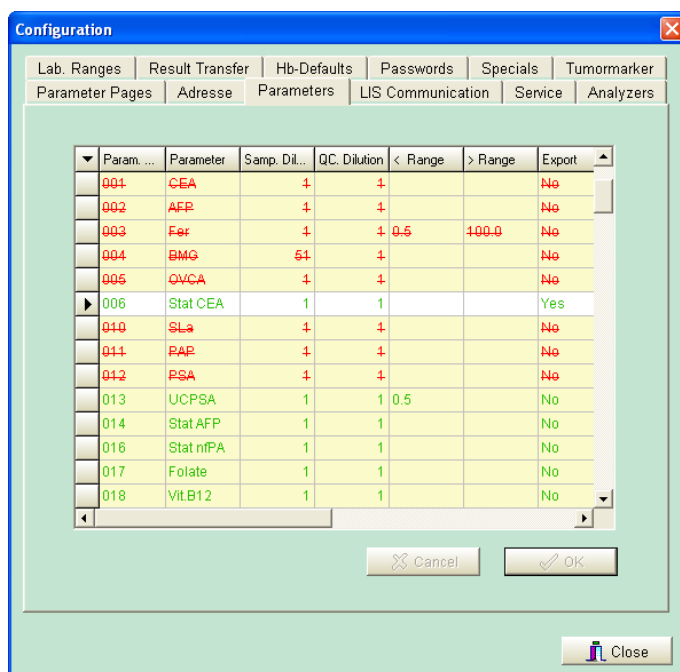 Configuration
Lab. Ranges Result Transfer Hb-Defaults Passwords Specials Tumormarker
Parameter Pages Adresse Parameters LIS Communication Service Analyzers
Param. ... Parameter Samp. Dil... QC. Dilution < Range > Range Export
001 CEA 1 1 No
002 AFP 1 1 No
003 Fer 1 1 0.5 100.0 No
004 BMG 51 1 No
005 OVCA 1 1 No
006 Stat CEA 1 1 Yes
010 SLa 1 1 No
011 PAP 1 1 No
012 PSA 1 1 No
013 UCPSA 1 1 0.5 No
014 Stat AFP 1 1 No
016 Stat nfPA 1 1 No
017 Folate 1 1 No
018 Vit.B12 1 1 No
Cancel OK
Close